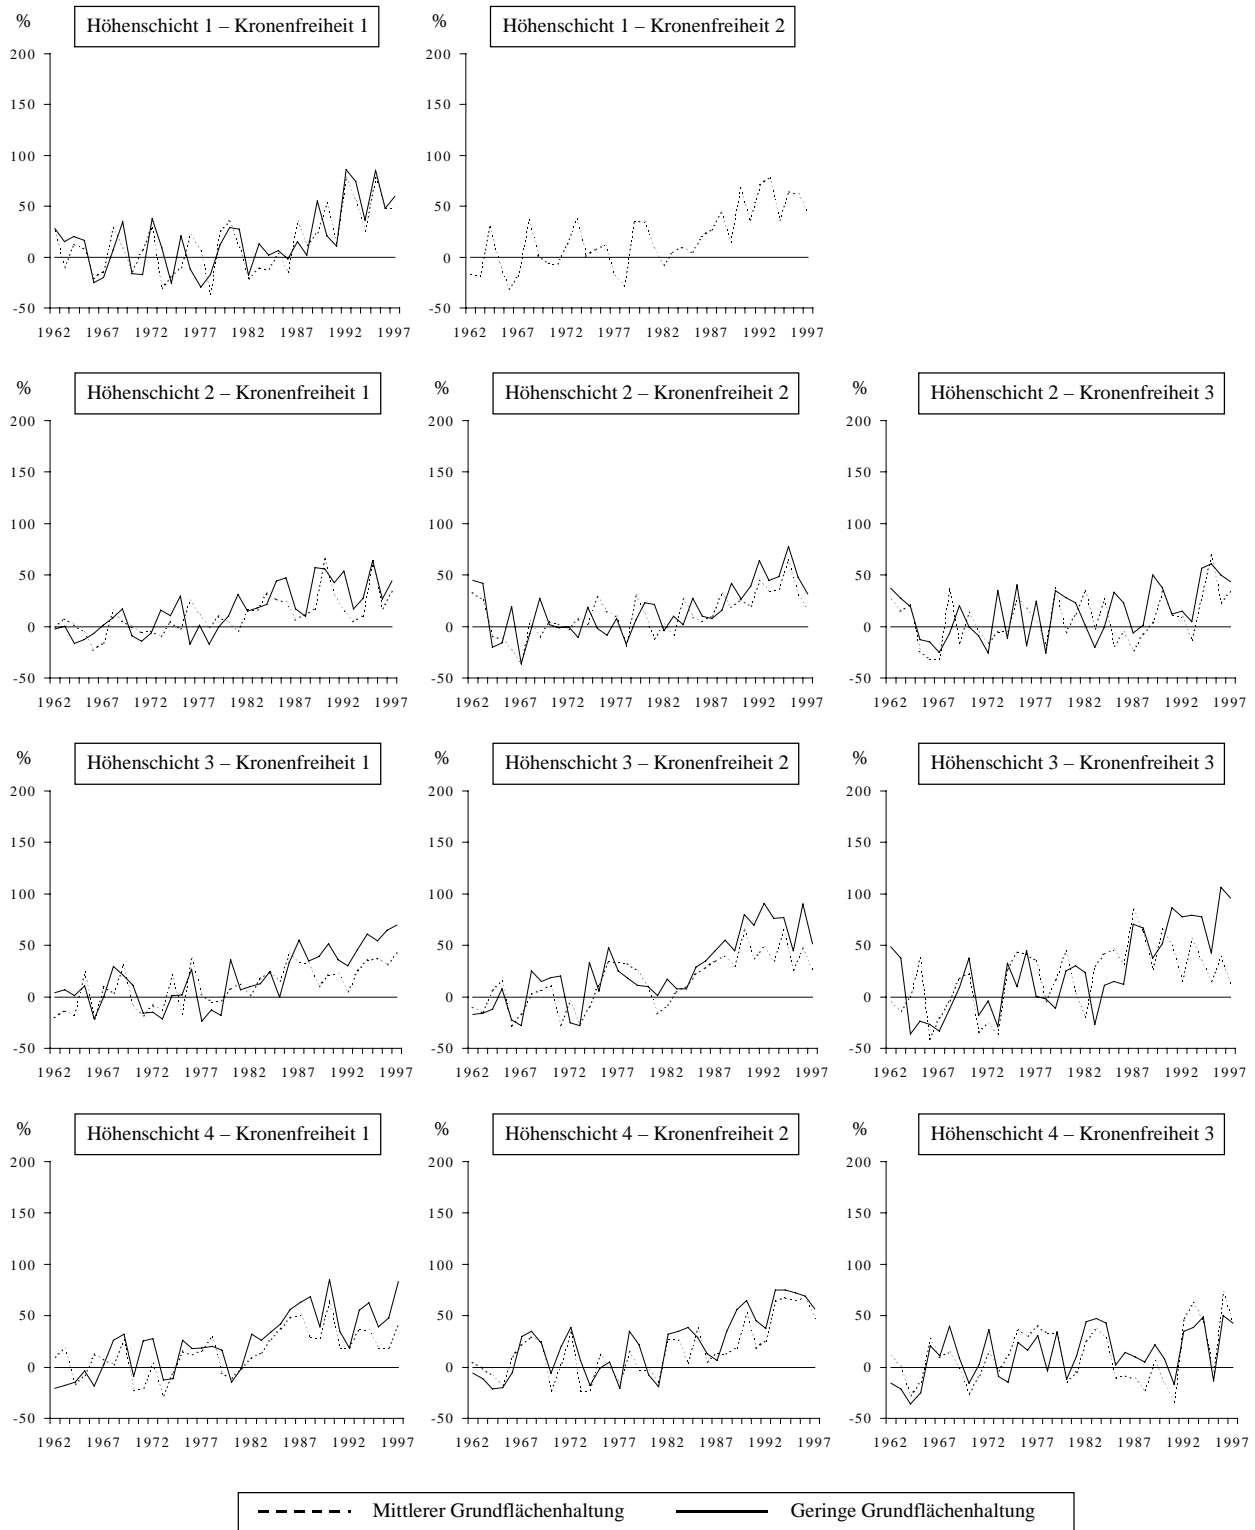 % Höhenschicht 1 – Kronenfreiheit 1
200
150
100
50
0
-50
1962 1967 1972 1977 1982 1987 1992 1997
% Höhenschicht 1 – Kronenfreiheit 2
200
150
100
50
0
-50
1962 1967 1972 1977 1982 1987 1992 1997
% Höhenschicht 2 – Kronenfreiheit 1
200
150
100
50
0
-50
1962 1967 1972 1977 1982 1987 1992 1997
% Höhenschicht 2 – Kronenfreiheit 2
200
150
100
50
0
-50
1962 1967 1972 1977 1982 1987 1992 1997
% Höhenschicht 2 – Kronenfreiheit 3
200
150
100
50
0
-50
1962 1967 1972 1977 1982 1987 1992 1997
% Höhenschicht 3 – Kronenfreiheit 1
200
150
100
50
0
-50
1962 1967 1972 1977 1982 1987 1992 1997
% Höhenschicht 3 – Kronenfreiheit 2
200
150
100
50
0
-50
1962 1967 1972 1977 1982 1987 1992 1997
% Höhenschicht 3 – Kronenfreiheit 3
200
150
100
50
0
-50
1962 1967 1972 1977 1982 1987 1992 1997
% Höhenschicht 4 – Kronenfreiheit 1
200
150
100
50
0
-50
1962 1967 1972 1977 1982 1987 1992 1997
% Höhenschicht 4 – Kronenfreiheit 2
200
150
100
50
0
-50
1962 1967 1972 1977 1982 1987 1992 1997
% Höhenschicht 4 – Kronenfreiheit 3
200
150
100
50
0
-50
1962 1967 1972 1977 1982 1987 1992 1997
Mittlerer Grundflächenhaltung Geringe Grundflächenhaltung